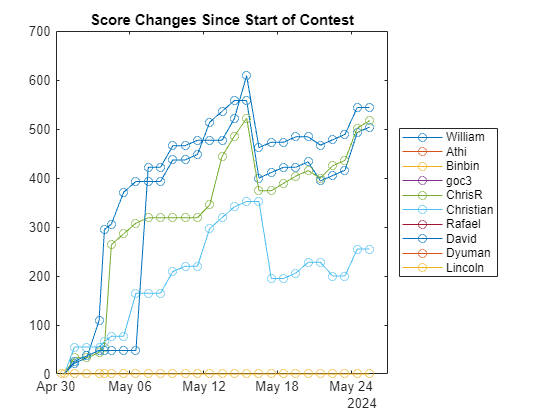 Score Changes Since Start of Contest
700
600
500
400
300
200
100
0
Apr 30 May 06 May 12 May 18 May 24
2024
William
Athi
Binbin
goc3
ChrisR
Christian
Rafael
David
Dyuman
Lincoln